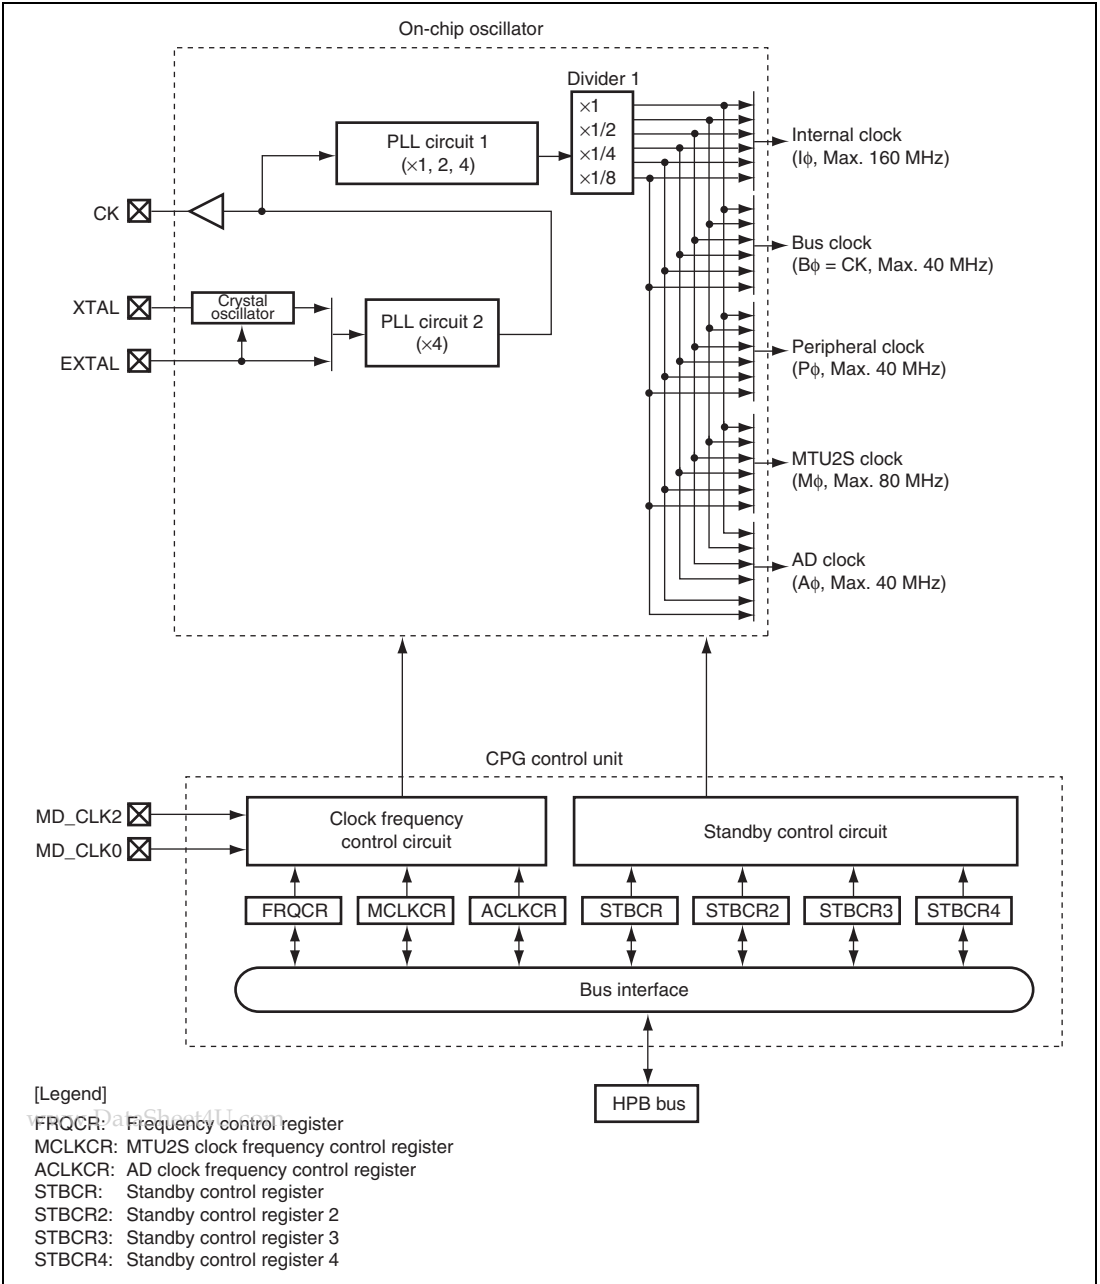 On-chip oscillator
Divider 1
×1
×1/2
×1/4
×1/8
PLL circuit 1
(×1, 2, 4)
Internal clock
(Iϕ, Max. 160 MHz)
CK
Bus clock
(Bϕ = CK, Max. 40 MHz)
XTAL
Crystal
oscillator
PLL circuit 2
(×4)
EXTAL
Peripheral clock
(Pϕ, Max. 40 MHz)
MTU2S clock
(Mϕ, Max. 80 MHz)
AD clock
(Aϕ, Max. 40 MHz)
CPG control unit
MD_CLK2
MD_CLK0
Clock frequency
control circuit
Standby control circuit
FRQCR
MCLKCR
ACLKCR
STBCR
STBCR2
STBCR3
STBCR4
Bus interface
HPB bus
[Legend]
www.DataSheet4U.com
FRQCR: Frequency control register
MCLKCR: MTU2S clock frequency control register
ACLKCR: AD clock frequency control register
STBCR: Standby control register
STBCR2: Standby control register 2
STBCR3: Standby control register 3
STBCR4: Standby control register 4